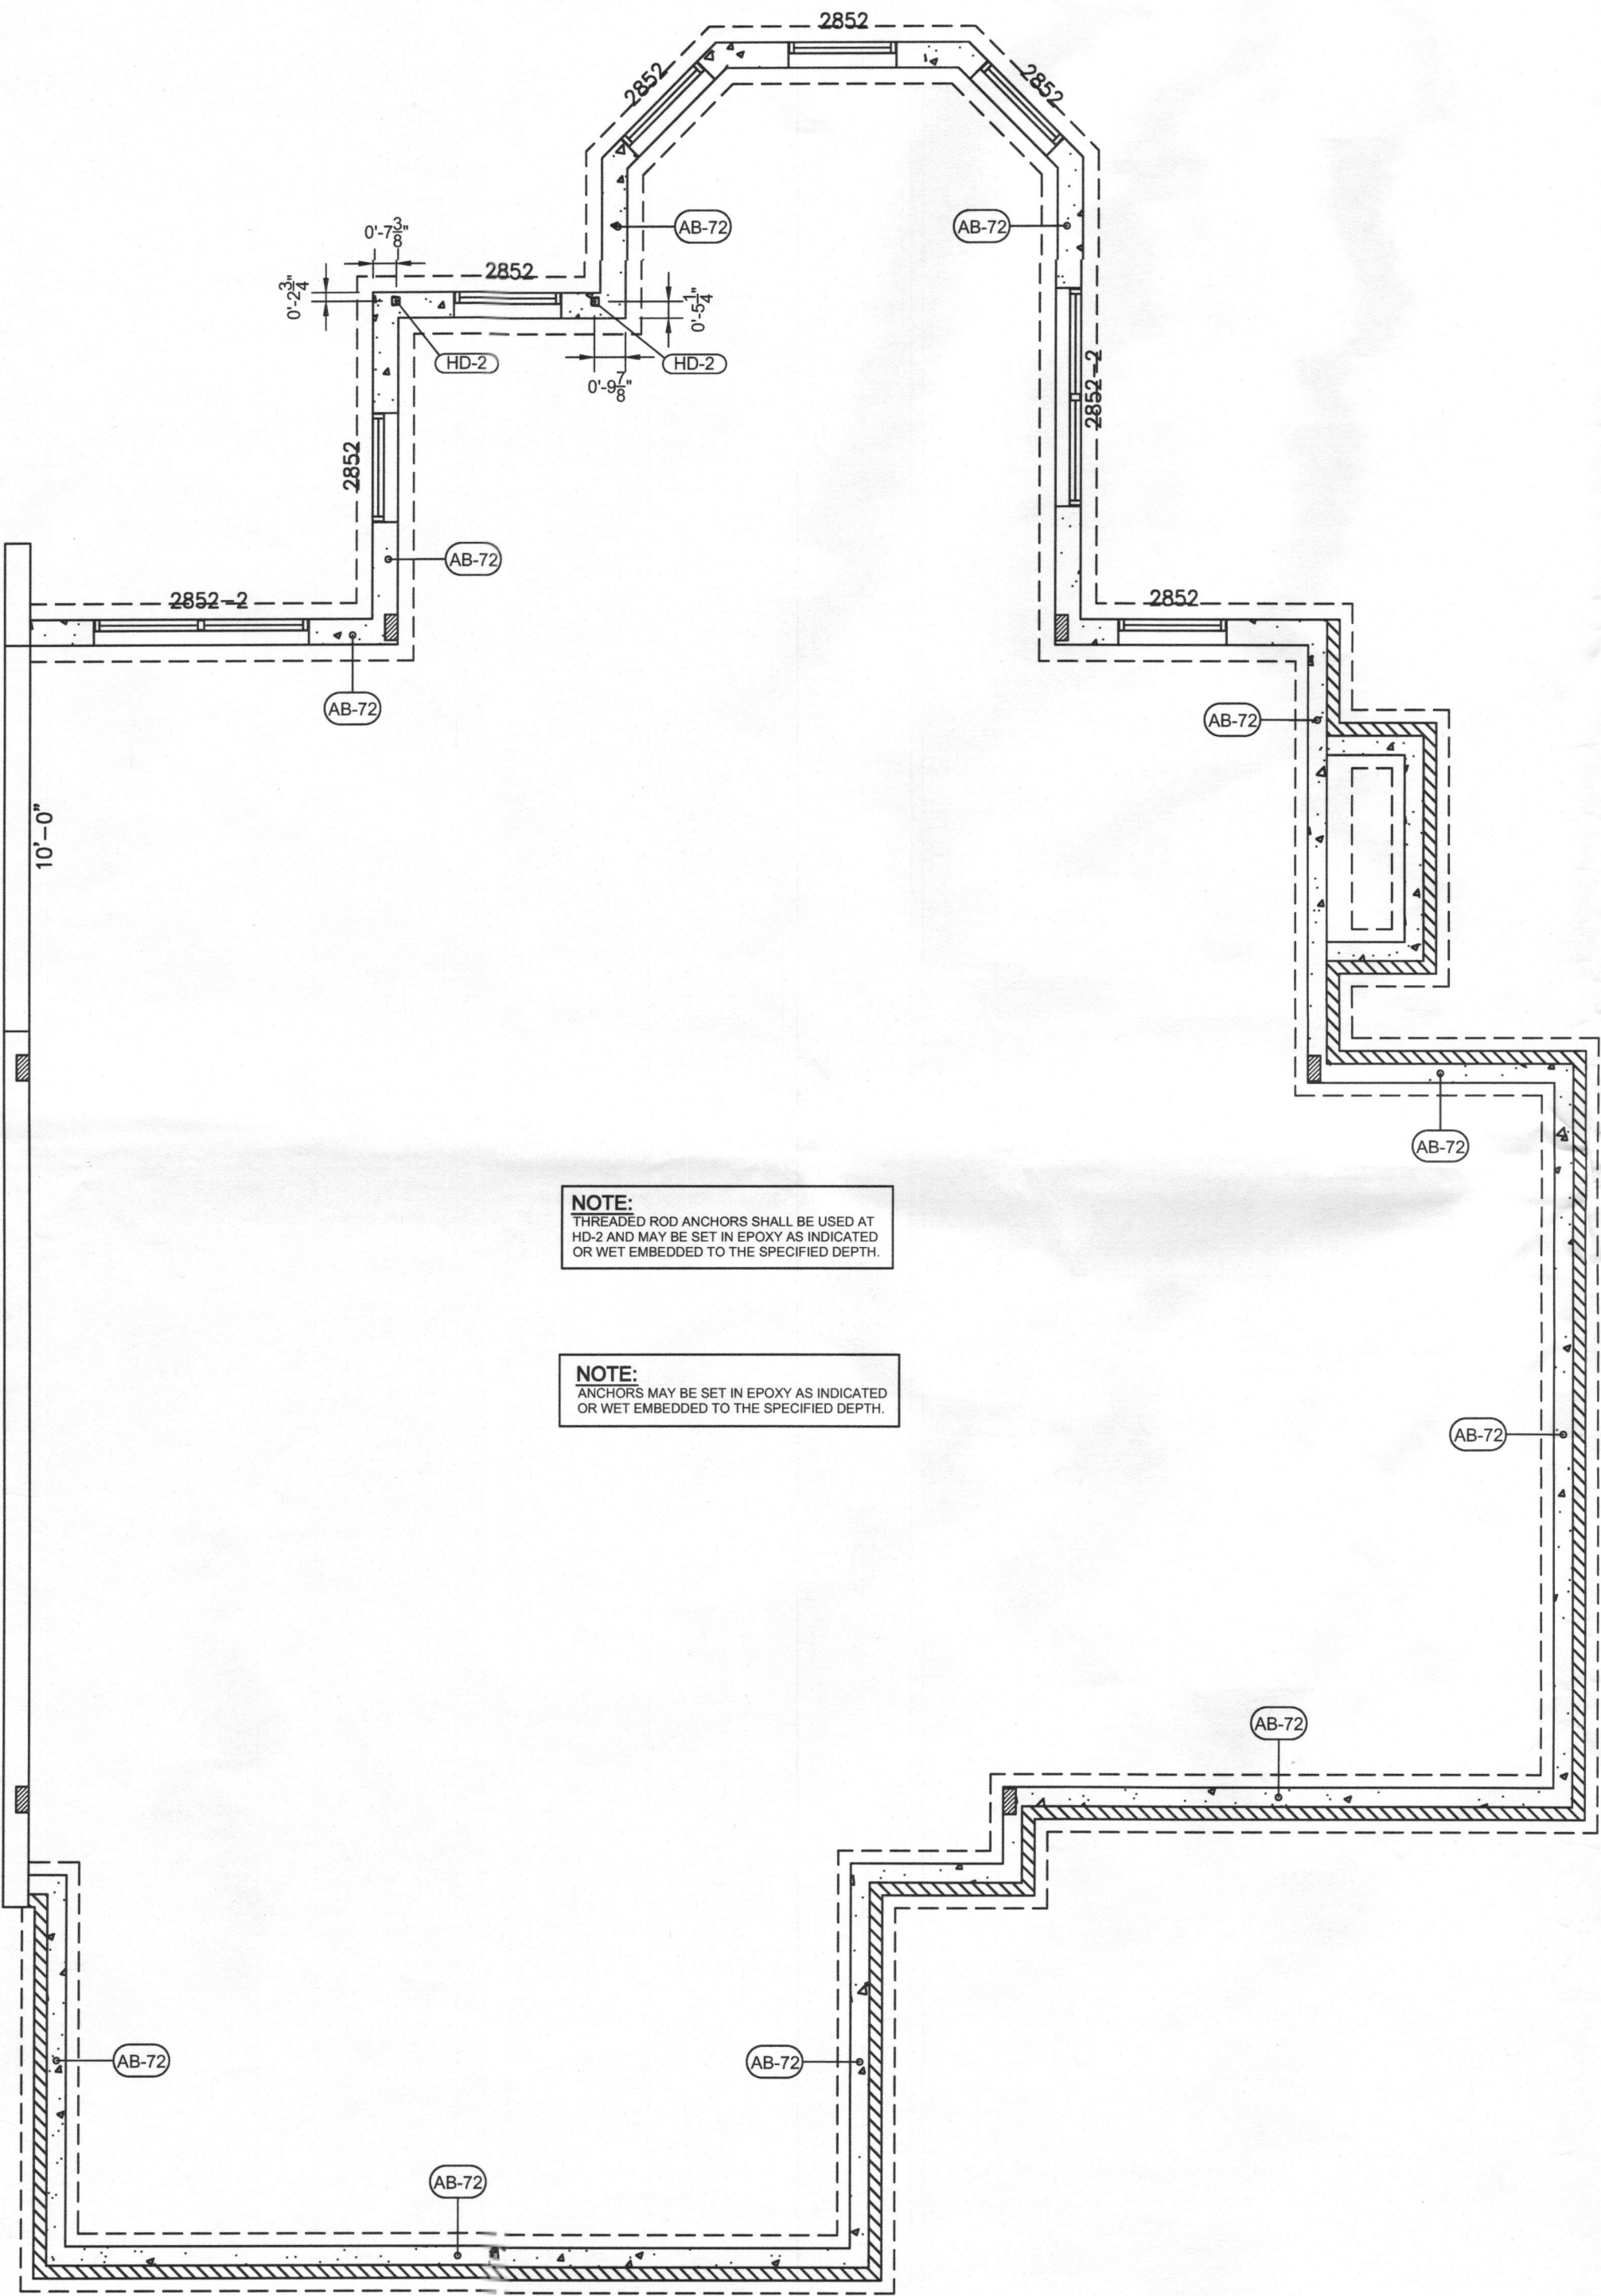 2852
2852
2852
AB-72
AB-72
0'-7 3/8"
2852
0'-2 3/4"
0'-5 1/4"
HD-2
HD-2
0'-9 7/8"
2852-2
2852
AB-72
2852-2
2852
AB-72
AB-72
10'-0"
AB-72
NOTE:
THREADED ROD ANCHORS SHALL BE USED AT
HD-2 AND MAY BE SET IN EPOXY AS INDICATED
OR WET EMBEDDED TO THE SPECIFIED DEPTH.
NOTE:
ANCHORS MAY BE SET IN EPOXY AS INDICATED
OR WET EMBEDDED TO THE SPECIFIED DEPTH.
AB-72
AB-72
AB-72
AB-72
AB-72